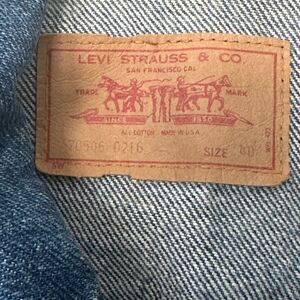 LEVI STRAUSS & CO
SAN FRANCISCO CAL
TRADE MARK
ALL COTTON MADE IN U.S.A.
70506 0216 SIZE 40